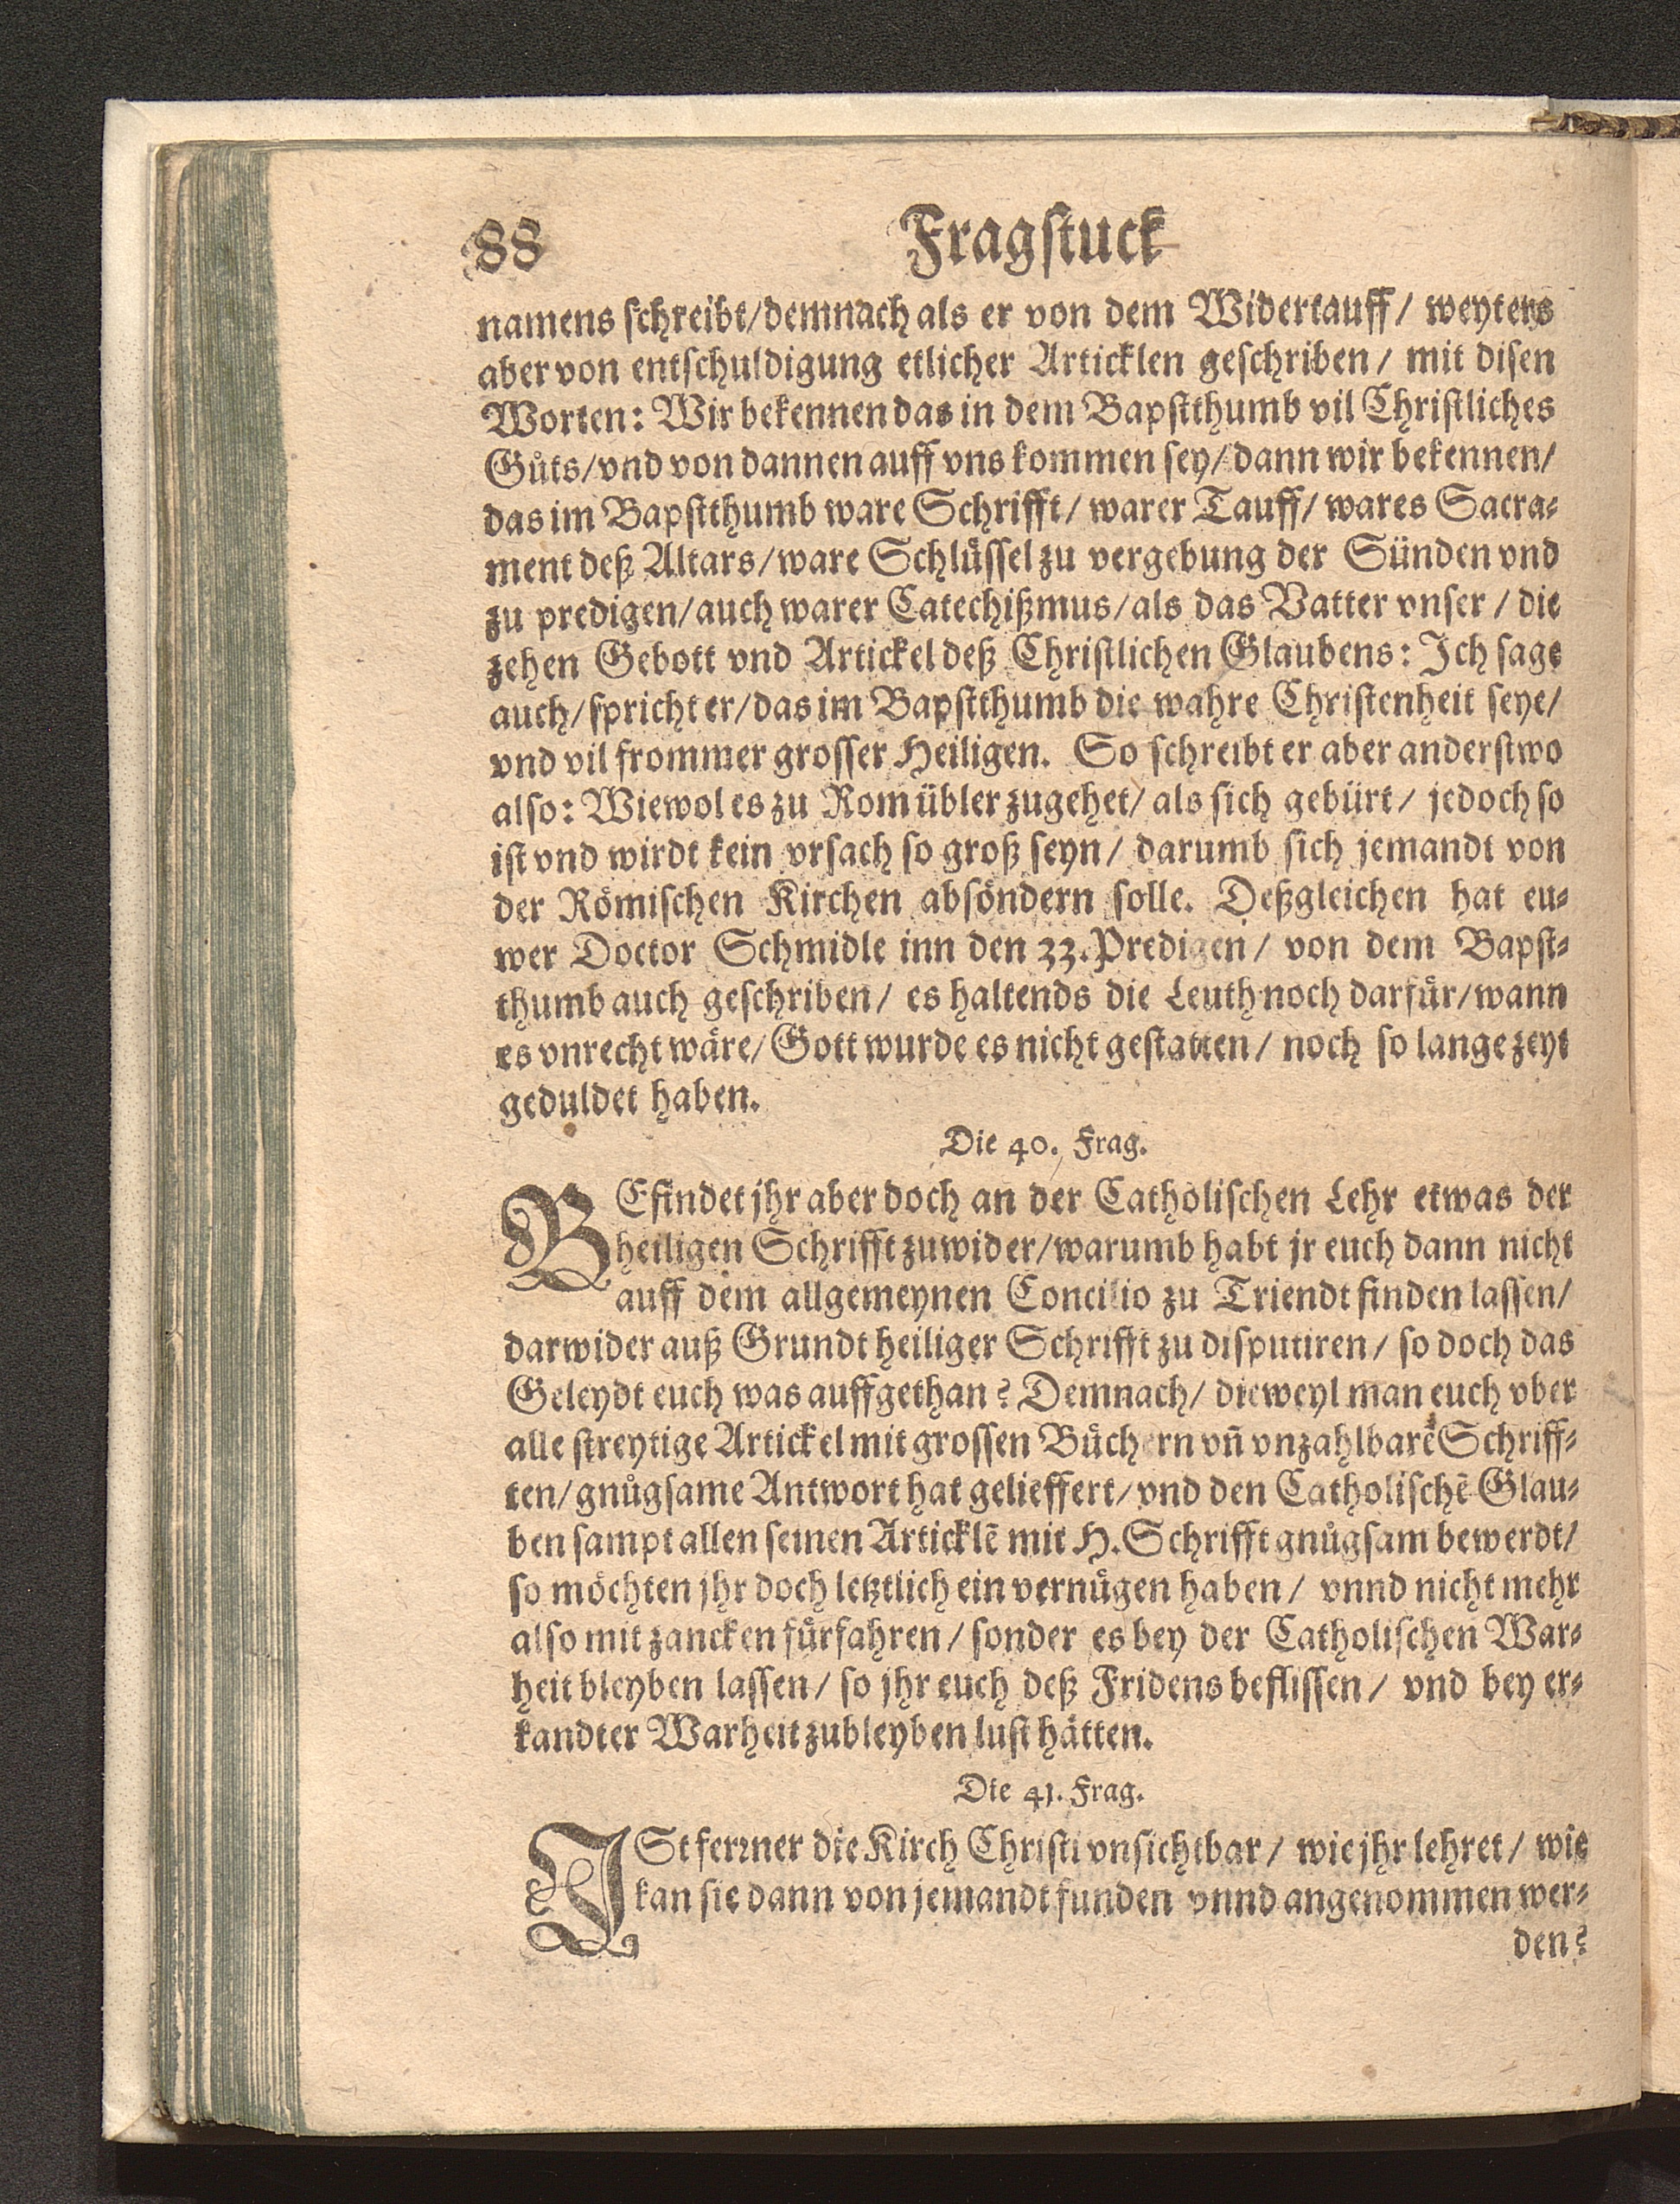 88 Fragstuck
namens schreibt/demnach als er von dem Widertauff/ weyters
aber von entschuldigung etlicher Articklen geschriben/ mit disen
Worten: Wir bekennen das in dem Bapstthumb vil Christliches
Gůts/vnd von dannen auff vns kommen sey/dann wir bekennen/
das im Bapstthumb ware Schrifft/ warer Tauff/ wares Sacra⸗
ment deß Altars/ware Schlüssel zu vergebung der Sünden vnd
zu predigen/auch warer Catechißmus/als das Vatter vnser/ die
zehen Gebott vnd Artickel deß Christlichen Glaubens: Ich sage
auch/spricht er/das im Bapstthumb die wahre Christenheit seye/
vnd vil frommer grosser Heiligen. So schreibt er aber anderstwo
also: Wiewol es zu Rom übler zugehet/ als sich gebürt/ jedoch so
ist vnd wirdt kein vrsach so groß seyn/ darumb sich jemandt von
der Römischen Kirchen absöndern solle. Deßgleichen hat eu⸗
wer Doctor Schmidle inn den 33. Predigen/ von dem Bapst⸗
thumb auch geschriben/ es haltends die Leuth noch darfür/wann
es vnrecht wäre/Gott wurde es nicht gestatten/ noch so lange zeyt
geduldet haben.
Die 40. Frag.
BEfindet jhr aber doch an der Catholischen Lehr etwas der
heiligen Schrifft zuwider/warumb habt jr euch dann nicht
auff dem allgemeynen Concilio zu Triendt finden lassen/
darwider auß Grundt heiliger Schrifft zu disputiren/ so doch das
Geleydt euch was auffgethan? Demnach/ dieweyl man euch vber
alle streytige Artickel mit grossen Büchern vñ vnzahlbarẽ Schriff⸗
ten/gnůgsame Antwort hat gelieffert/vnd den Catholischẽ Glau⸗
ben sampt allen seinen Articklẽ mit H. Schrifft gnůgsam bewerdt/
so möchten jhr doch letztlich ein vernügen haben/ vnnd nicht mehr
also mit zancken fürfahren/ sonder es bey der Catholischen War⸗
heit bleyben lassen/ so jhr euch deß Fridens beflissen/ vnd bey er⸗
kandter Warheit zubleyben lust hätten.
Die 41. Frag.
ISt ferꝛner die Kirch Christi vnsichtbar/ wie jhr lehret/ wie
kan sie dann von jemandt funden vnnd angenommen wer⸗
den?